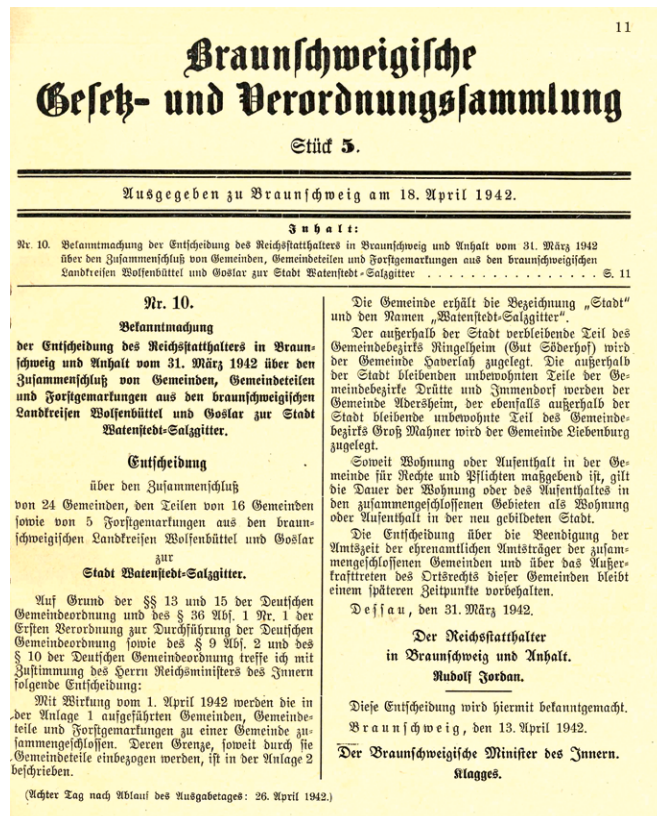 11
Braunschweigische
Gesetz- und Verordnungssammlung
Stück 5.
Ausgegeben zu Braunschweig am 18. April 1942.
Inhalt:
Nr. 10. Bekanntmachung der Entscheidung des Reichsstatthalters in Braunschweig und Anhalt vom 31. März 1942
über den Zusammenschluß von Gemeinden, Gemeindeteilen und Forstgemarkungen aus den braunschweigischen
Landkreisen Wolfenbüttel und Goslar zur Stadt Watenstedt-Salzgitter . . . . . . . . . . . . . . . . S. 11
Nr. 10.
Bekanntmachung
der Entscheidung des Reichsstatthalters in Braun-
schweig und Anhalt vom 31. März 1942 über den
Zusammenschluß von Gemeinden, Gemeindeteilen
und Forstgemarkungen aus den braunschweigischen
Landkreisen Wolfenbüttel und Goslar zur Stadt
Watenstedt-Salzgitter.
Entscheidung
über den Zusammenschluß
von 24 Gemeinden, den Teilen von 16 Gemeinden
sowie von 5 Forstgemarkungen aus den braun-
schweigischen Landkreisen Wolfenbüttel und Goslar
zur
Stadt Watenstedt-Salzgitter.
Auf Grund der §§ 13 und 15 der Deutschen
Gemeindeordnung und des § 36 Abs. 1 Nr. 1 der
Ersten Verordnung zur Durchführung der Deutschen
Gemeindeordnung sowie des § 9 Abs. 2 und des
§ 10 der Deutschen Gemeindeordnung treffe ich mit
Zustimmung des Herrn Reichsministers des Innern
folgende Entscheidung:
Mit Wirkung vom 1. April 1942 werden die in
der Anlage 1 aufgeführten Gemeinden, Gemeinde-
teile und Forstgemarkungen zu einer Gemeinde zu-
sammengeschlossen. Deren Grenze, soweit durch sie
Gemeindeteile einbezogen werden, ist in der Anlage 2
beschrieben.
Die Gemeinde erhält die Bezeichnung „Stadt“
und den Namen „Watenstedt-Salzgitter“.
Der außerhalb der Stadt verbleibende Teil des
Gemeindebezirks Ringelheim (Gut Söderhof) wird
der Gemeinde Haverlah zugelegt. Die außerhalb
der Stadt bleibenden unbewohnten Teile der Ge-
meindebezirke Drütte und Immendorf werden der
Gemeinde Adersheim, der ebenfalls außerhalb der
Stadt bleibende unbewohnte Teil des Gemeinde-
bezirks Groß Mahner wird der Gemeinde Liebenburg
zugelegt.
Soweit Wohnung oder Aufenthalt in der Ge-
meinde für Rechte und Pflichten maßgebend ist, gilt
die Dauer der Wohnung oder des Aufenthaltes in
den zusammengeschlossenen Gebieten als Wohnung
oder Aufenthalt in der neu gebildeten Stadt.
Die Entscheidung über die Beendigung der
Amtszeit der ehrenamtlichen Amtsträger der zusam-
mengeschlossenen Gemeinden und über das Außer-
krafttreten des Ortsrechts dieser Gemeinden bleibt
einem späteren Zeitpunkte vorbehalten.
Dessau, den 31. März 1942.
Der Reichsstatthalter
in Braunschweig und Anhalt.
Rudolf Jordan.
Diese Entscheidung wird hiermit bekanntgemacht.
Braunschweig, den 13. April 1942.
Der Braunschweigische Minister des Innern.
Klagges.
(Achter Tag nach Ablauf des Ausgabetages: 26. April 1942.)